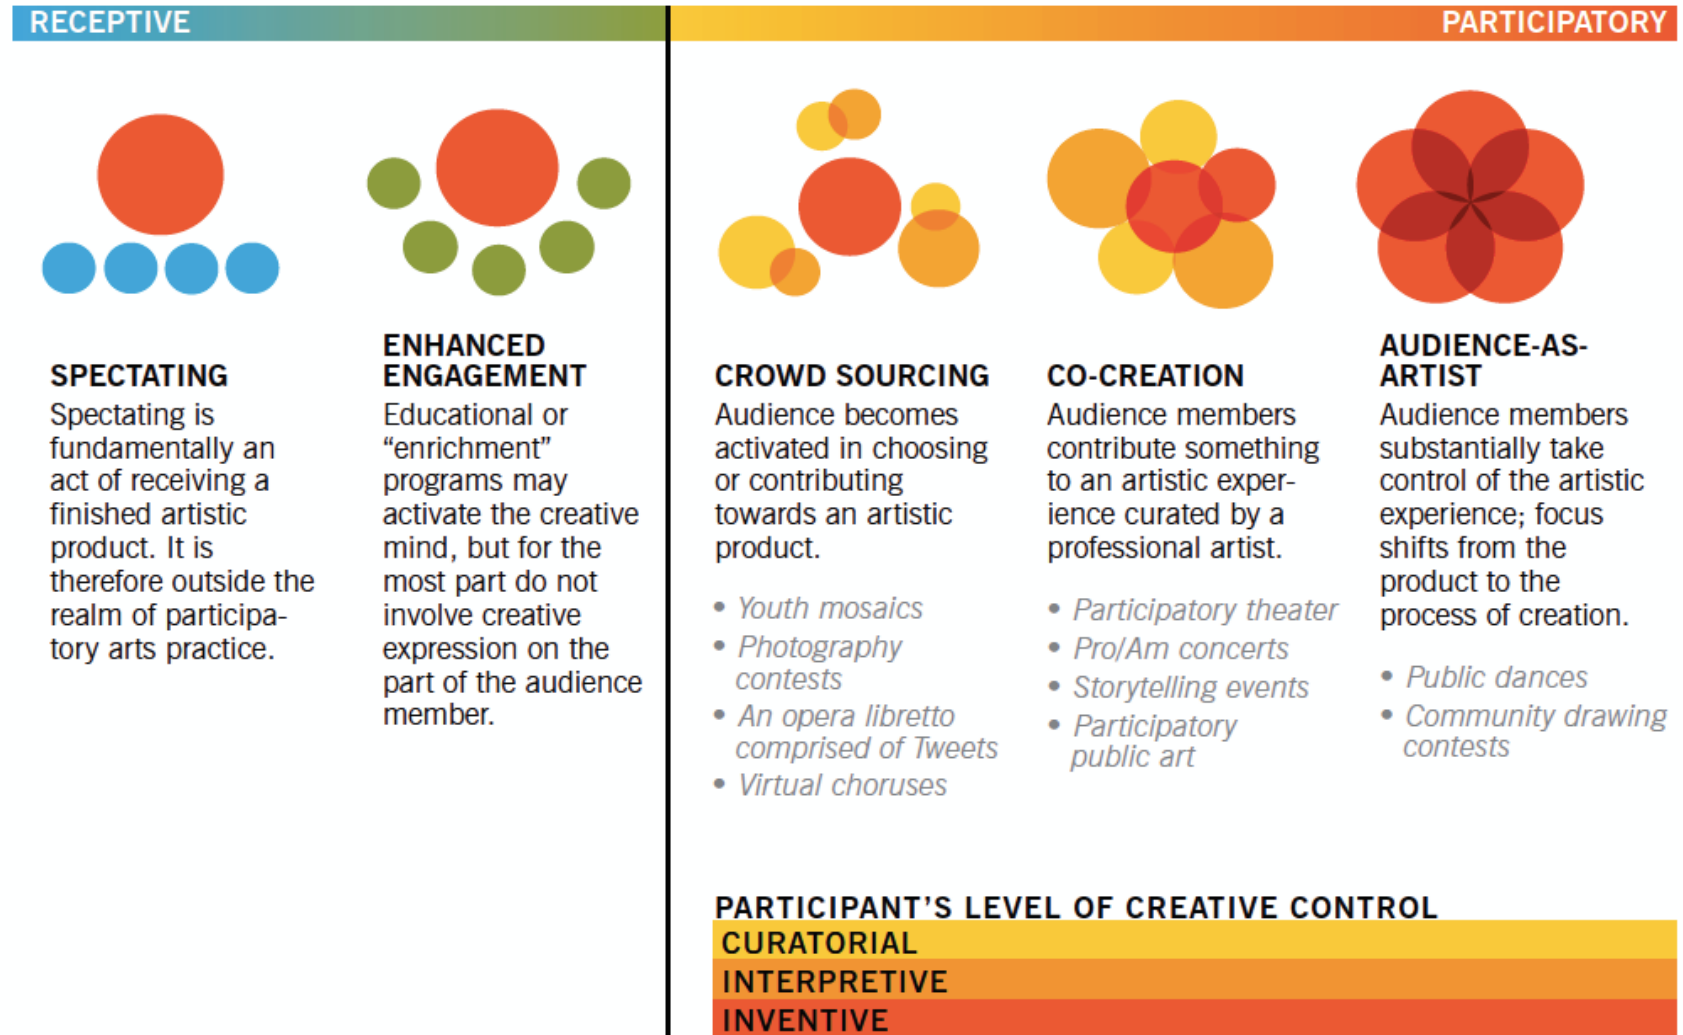 RECEPTIVE
PARTICIPATORY
SPECTATING
Spectating is
fundamentally an
act of receiving a
finished artistic
product. It is
therefore outside the
realm of participa-
tory arts practice.
ENHANCED
ENGAGEMENT
Educational or
“enrichment”
programs may
activate the creative
mind, but for the
most part do not
involve creative
expression on the
part of the audience
member.
CROWD SOURCING
Audience becomes
activated in choosing
or contributing
towards an artistic
product.
• Youth mosaics
• Photography
contests
• An opera libretto
comprised of Tweets
• Virtual choruses
CO-CREATION
Audience members
contribute something
to an artistic exper-
ience curated by a
professional artist.
• Participatory theater
• Pro/Am concerts
• Storytelling events
• Participatory
public art
AUDIENCE-AS-
ARTIST
Audience members
substantially take
control of the artistic
experience; focus
shifts from the
product to the
process of creation.
• Public dances
• Community drawing
contests
PARTICIPANT’S LEVEL OF CREATIVE CONTROL
CURATORIAL
INTERPRETIVE
INVENTIVE